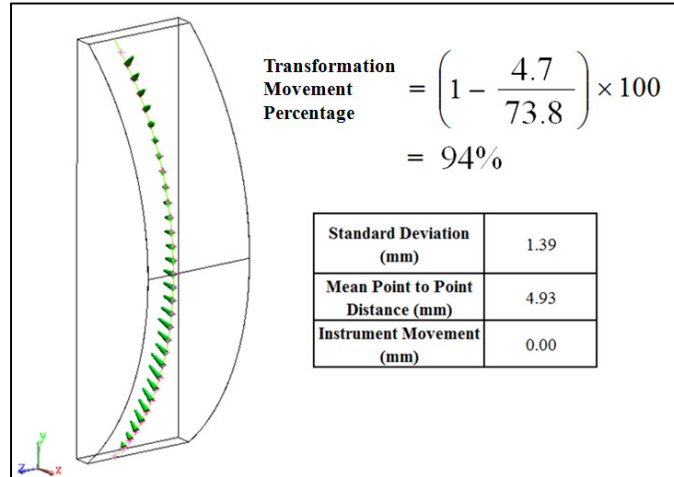 Transformation
Movement
Percentage
= (1 - 4.7/73.8) × 100
= 94%
Standard Deviation
(mm)
1.39
Mean Point to Point
Distance (mm)
4.93
Instrument Movement
(mm)
0.00
y
z
x